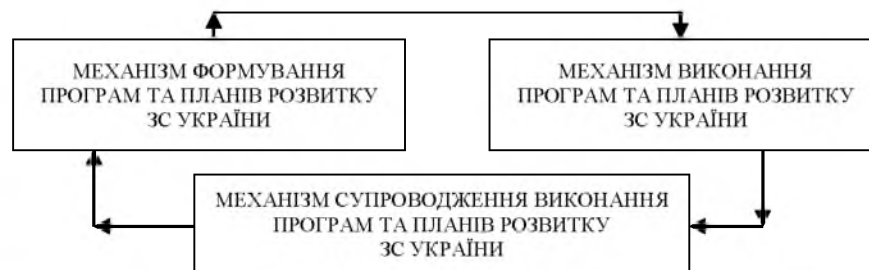 МЕХАНІЗМ ФОРМУВАННЯ
ПРОГРАМ ТА ПЛАНІВ РОЗВИТКУ
ЗС УКРАЇНИ
МЕХАНІЗМ ВИКОНАННЯ
ПРОГРАМ ТА ПЛАНІВ РОЗВИТКУ
ЗС УКРАЇНИ
МЕХАНІЗМ СУПРОВОДЖЕННЯ ВИКОНАННЯ
ПРОГРАМ ТА ПЛАНІВ РОЗВИТКУ
ЗС УКРАЇНИ